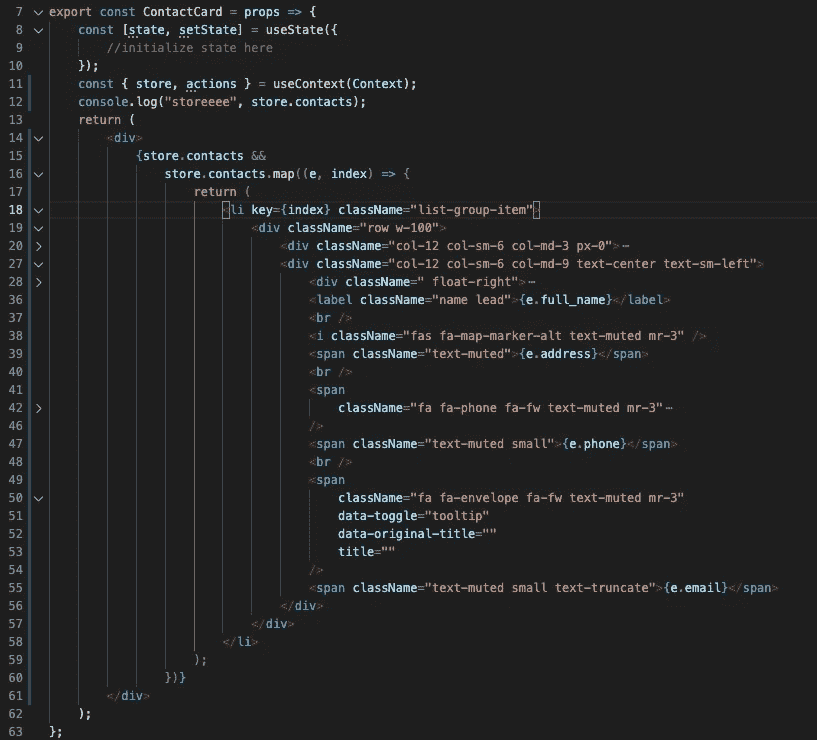 7 export const ContactCard = props => {
8 const [state, setState] = useState({
9 //initialize state here
10 });
11 const { store, actions } = useContext(Context);
12 console.log("storeeee", store.contacts);
13 return (
14 <div>
15 {store.contacts &&
16 store.contacts.map((e, index) => {
17 return (
18 <li key={index} className="list-group-item">
19 <div className="row w-100">
20 <div className="col-12 col-sm-6 col-md-3 px-0">⋯
27 <div className="col-12 col-sm-6 col-md-9 text-center text-sm-left">
28 <div className=" float-right">⋯
36 <label className="name lead">{e.full_name}</label>
37 <br />
38 <i className="fas fa-map-marker-alt text-muted mr-3" />
39 <span className="text-muted">{e.address}</span>
40 <br />
41 <span
42 className="fa fa-phone fa-fw text-muted mr-3"⋯
46 />
47 <span className="text-muted small">{e.phone}</span>
48 <br />
49 <span
50 className="fa fa-envelope fa-fw text-muted mr-3"
51 data-toggle="tooltip"
52 data-original-title=""
53 title=""
54 />
55 <span className="text-muted small text-truncate">{e.email}</span>
56 </div>
57 </div>
58 </li>
59 );
60 })}
61 </div>
62 );
63 };